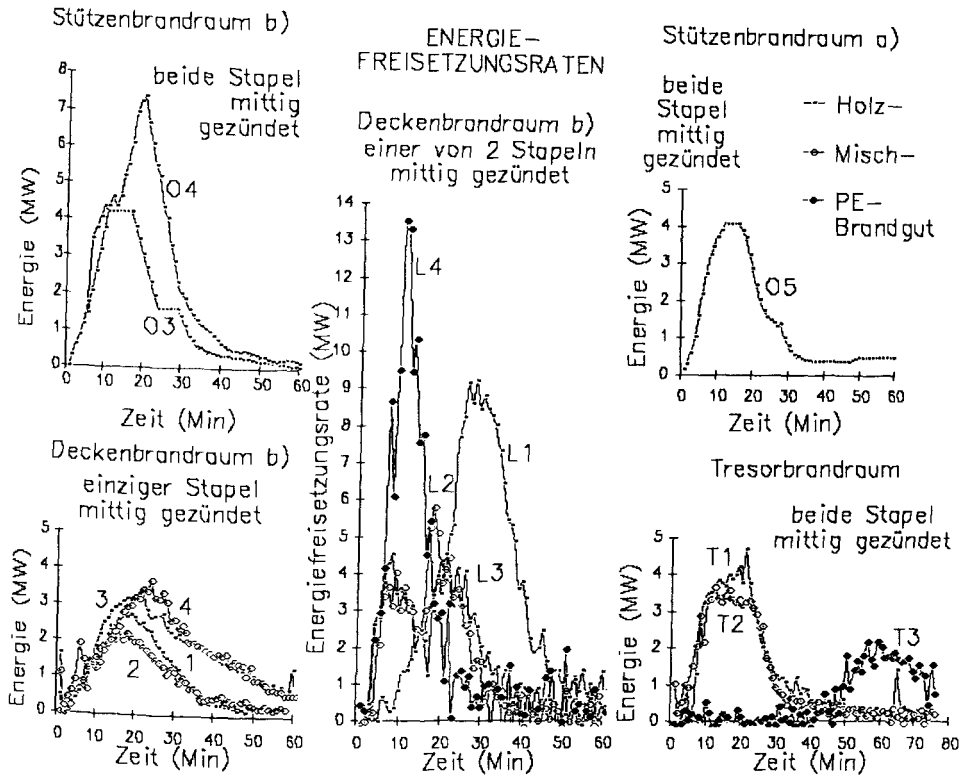 Stützenbrandraum b)
beide Stapel
mittig
gezündet
Energie (MW)
8
7
6
5
4
3
2
1
0
O4
O3
0 10 20 30 40 50 60
Zeit (Min)
ENERGIE-
FREISETZUNGSRATEN
Deckenbrandraum b)
einer von 2 Stapeln
mittig gezündet
Energiefreisetzungsrate (MW)
14
13
12
11
10
9
8
7
6
5
4
3
2
1
0
L4
L2
L1
L3
0 10 20 30 40 50 60
Zeit (Min)
Stützenbrandraum a)
beide
Stapel
mittig
gezündet
Holz-
Misch-
PE-
Brandgut
Energie (MW)
5
4
3
2
1
0
O5
0 10 20 30 40 50 60
Zeit (Min)
Deckenbrandraum b)
einziger Stapel
mittig gezündet
Energie (MW)
5
4
3
2
1
0
3
4
2
1
0 10 20 30 40 50 60
Zeit (Min)
Tresorbrandraum
beide Stapel
mittig gezündet
Energie (MW)
5
4
3
2
1
0
T1
T2
T3
0 10 20 30 40 50 60 70 80
Zeit (Min)